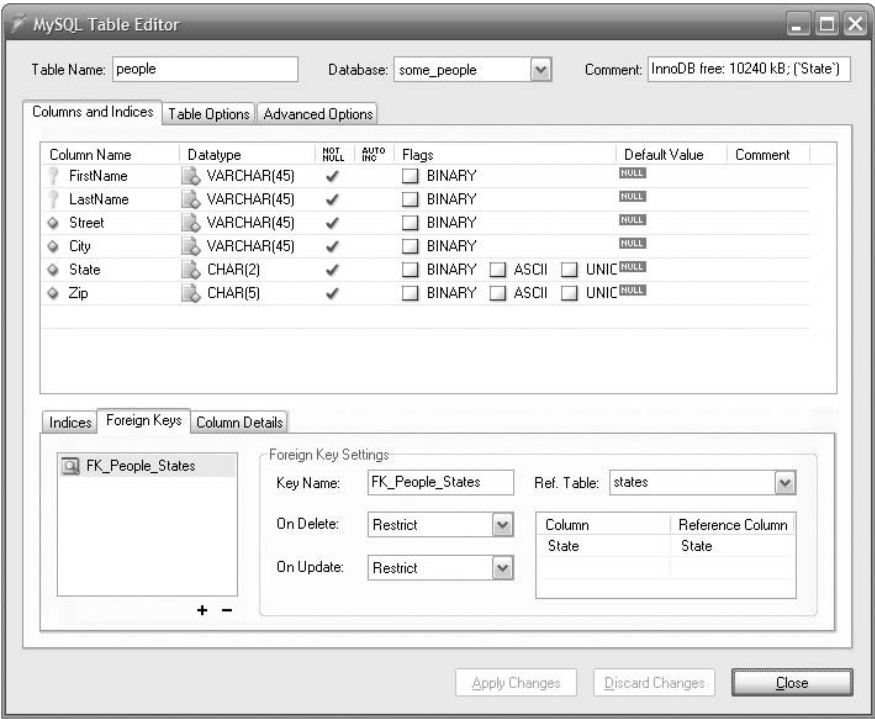 MySQL Table Editor
Table Name: people Database: some_people Comment: InnoDB free: 10240 kB; (`State`)
Columns and Indices Table Options Advanced Options
Column Name Datatype NOT NULL AUTO INC Flags Default Value Comment
FirstName VARCHAR(45) BINARY NULL
LastName VARCHAR(45) BINARY NULL
Street VARCHAR(45) BINARY NULL
City VARCHAR(45) BINARY NULL
State CHAR(2) BINARY ASCII UNIC NULL
Zip CHAR(5) BINARY ASCII UNIC NULL
Indices Foreign Keys Column Details
FK_People_States
Foreign Key Settings
Key Name: FK_People_States Ref. Table: states
On Delete: Restrict Column Reference Column
State State
On Update: Restrict
+ −
Apply Changes Discard Changes Close